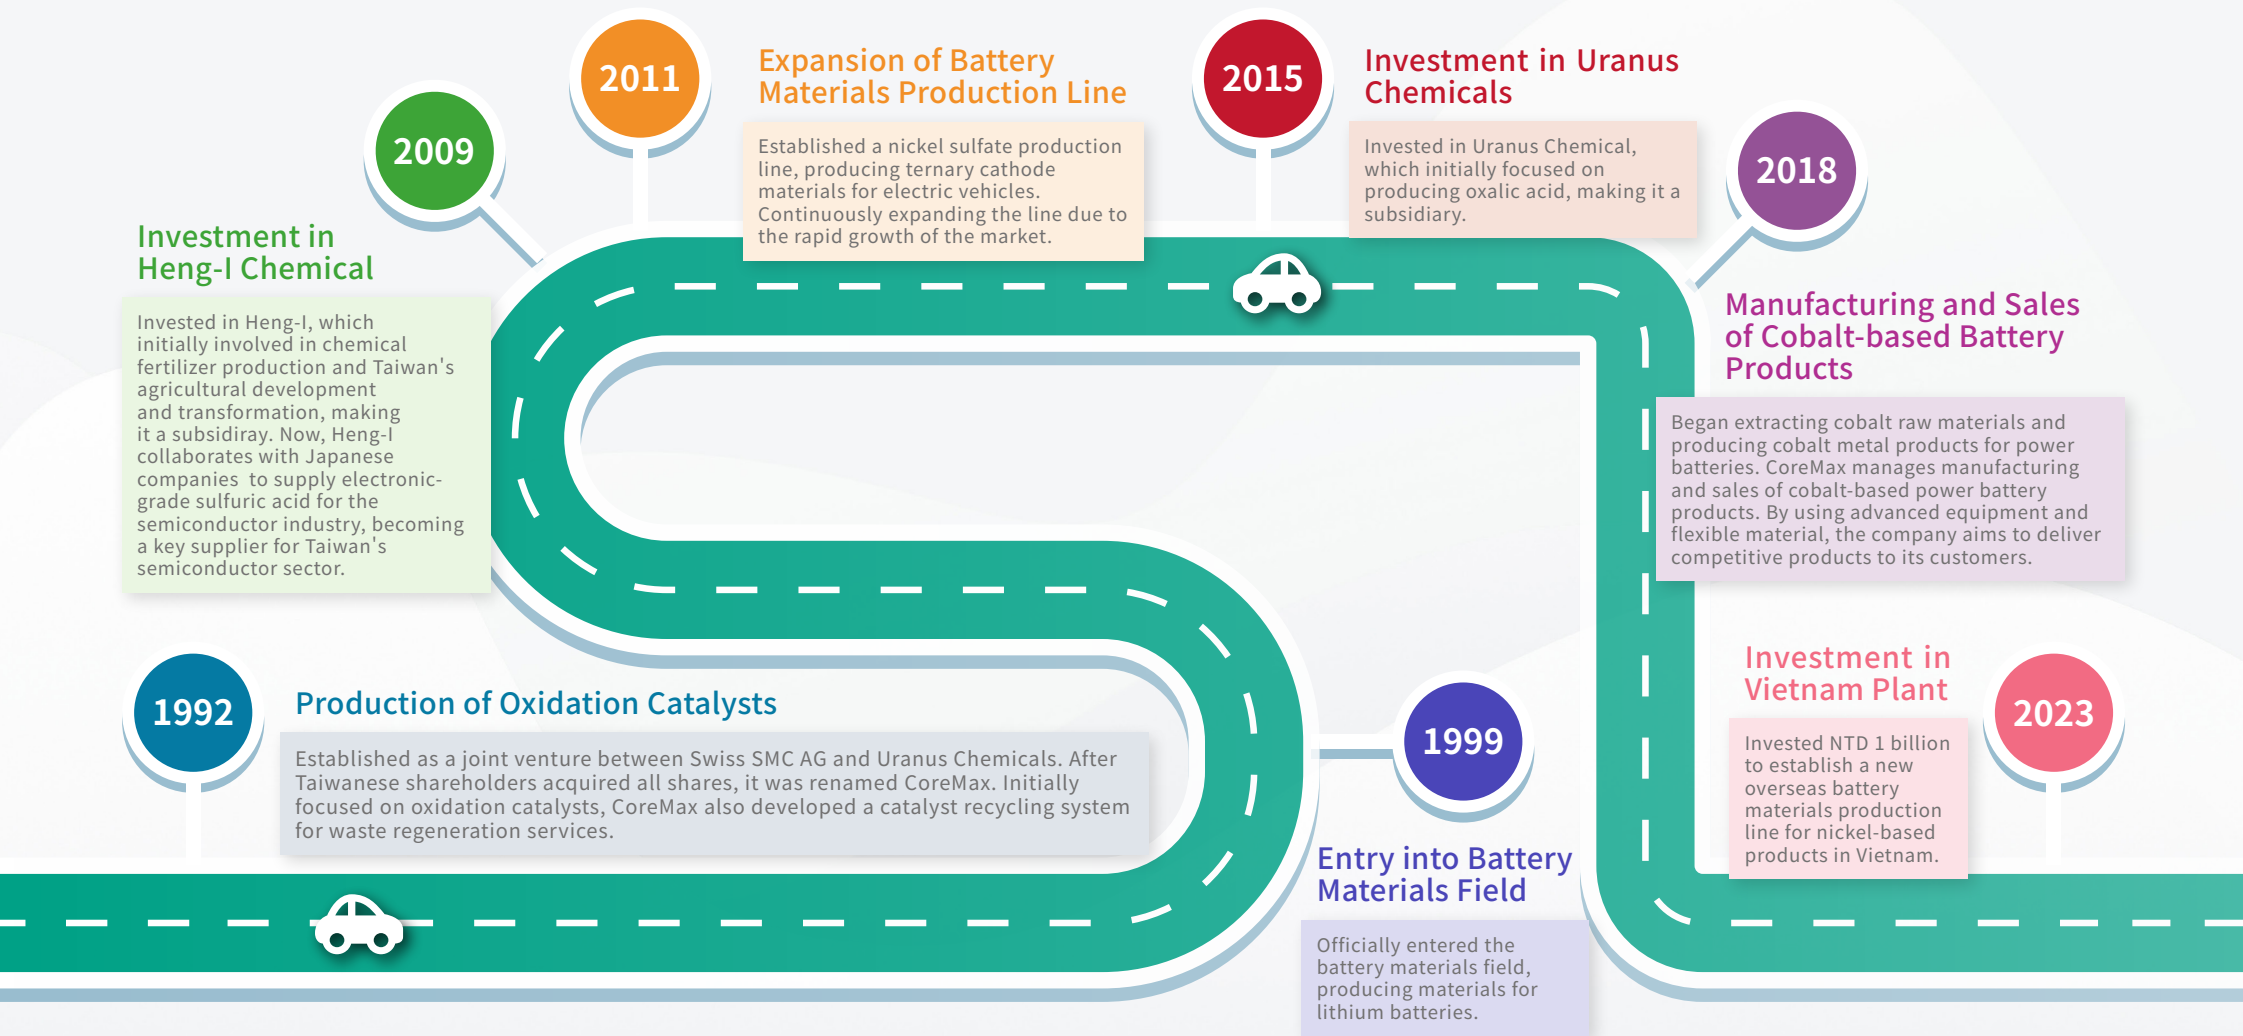 1992
Production of Oxidation Catalysts
Established as a joint venture between Swiss SMC AG and Uranus Chemicals. After
Taiwanese shareholders acquired all shares, it was renamed CoreMax. Initially
focused on oxidation catalysts, CoreMax also developed a catalyst recycling system
for waste regeneration services.
1999
Entry into Battery
Materials Field
Officially entered the
battery materials field,
producing materials for
lithium batteries.
2009
Investment in
Heng-I Chemical
Invested in Heng-I, which
initially involved in chemical
fertilizer production and Taiwan's
agricultural development
and transformation, making
it a subsidiray. Now, Heng-I
collaborates with Japanese
companies  to supply electronic-
grade sulfuric acid for the
semiconductor industry, becoming
a key supplier for Taiwan's
semiconductor sector.
2011
Expansion of Battery
Materials Production Line
Established a nickel sulfate production
line, producing ternary cathode
materials for electric vehicles.
Continuously expanding the line due to
the rapid growth of the market.
2015
Investment in Uranus
Chemicals
Invested in Uranus Chemical,
which initially focused on
producing oxalic acid, making it a
subsidiary.
2018
Manufacturing and Sales
of Cobalt-based Battery
Products
Began extracting cobalt raw materials and
producing cobalt metal products for power
batteries. CoreMax manages manufacturing
and sales of cobalt-based power battery
products. By using advanced equipment and
flexible material, the company aims to deliver
competitive products to its customers.
2023
Investment in
Vietnam Plant
Invested NTD 1 billion
to establish a new
overseas battery
materials production
line for nickel-based
products in Vietnam.